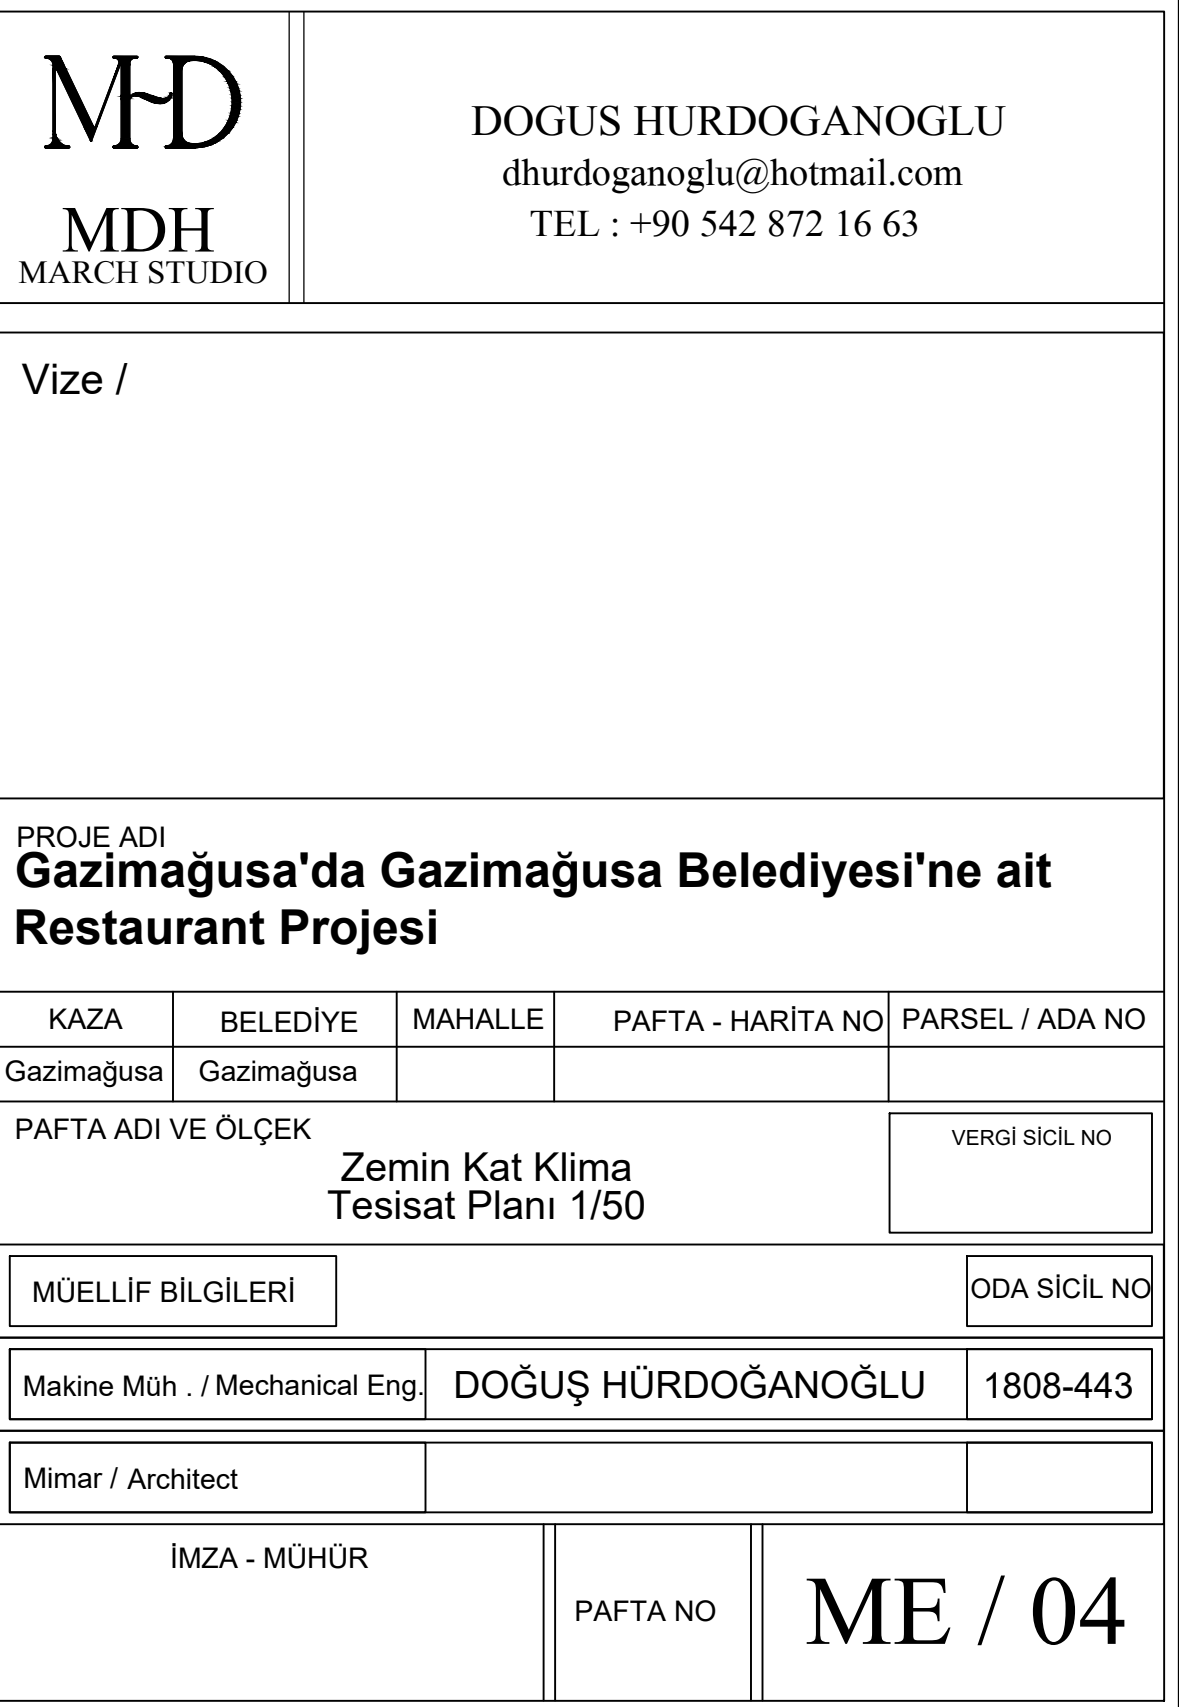 MHD
MDH
MARCH STUDIO
DOGUS HURDOGANOGLU
dhurdoganoglu@hotmail.com
TEL : +90 542 872 16 63
Vize /
PROJE ADI
Gazimağusa'da Gazimağusa Belediyesi'ne ait
Restaurant Projesi
KAZA BELEDİYE MAHALLE PAFTA - HARİTA NO PARSEL / ADA NO
Gazimağusa Gazimağusa
PAFTA ADI VE ÖLÇEK
Zemin Kat Klima
Tesisat Planı 1/50
VERGİ SİCİL NO
MÜELLİF BİLGİLERİ ODA SİCİL NO
Makine Müh . / Mechanical Eng. DOĞUŞ HÜRDOĞANOĞLU 1808-443
Mimar / Architect
İMZA - MÜHÜR
PAFTA NO
ME / 04